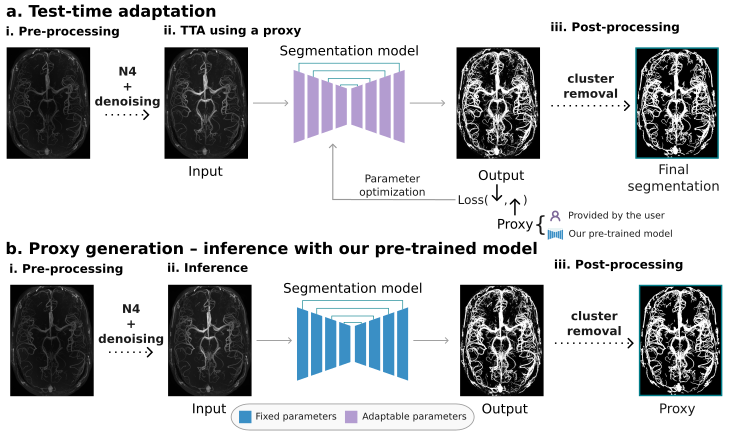 a. Test-time adaptation
i. Pre-processing
ii. TTA using a proxy
iii. Post-processing
Segmentation model
N4
+
denoising
cluster
removal
Input
Output
Final
segmentation
Parameter
optimization
Loss( , )
Proxy {
Provided by the user
Our pre-trained model
b. Proxy generation – inference with our pre-trained model
i. Pre-processing
ii. Inference
iii. Post-processing
Segmentation model
N4
+
denoising
cluster
removal
Input
Output
Proxy
Fixed parameters
Adaptable parameters